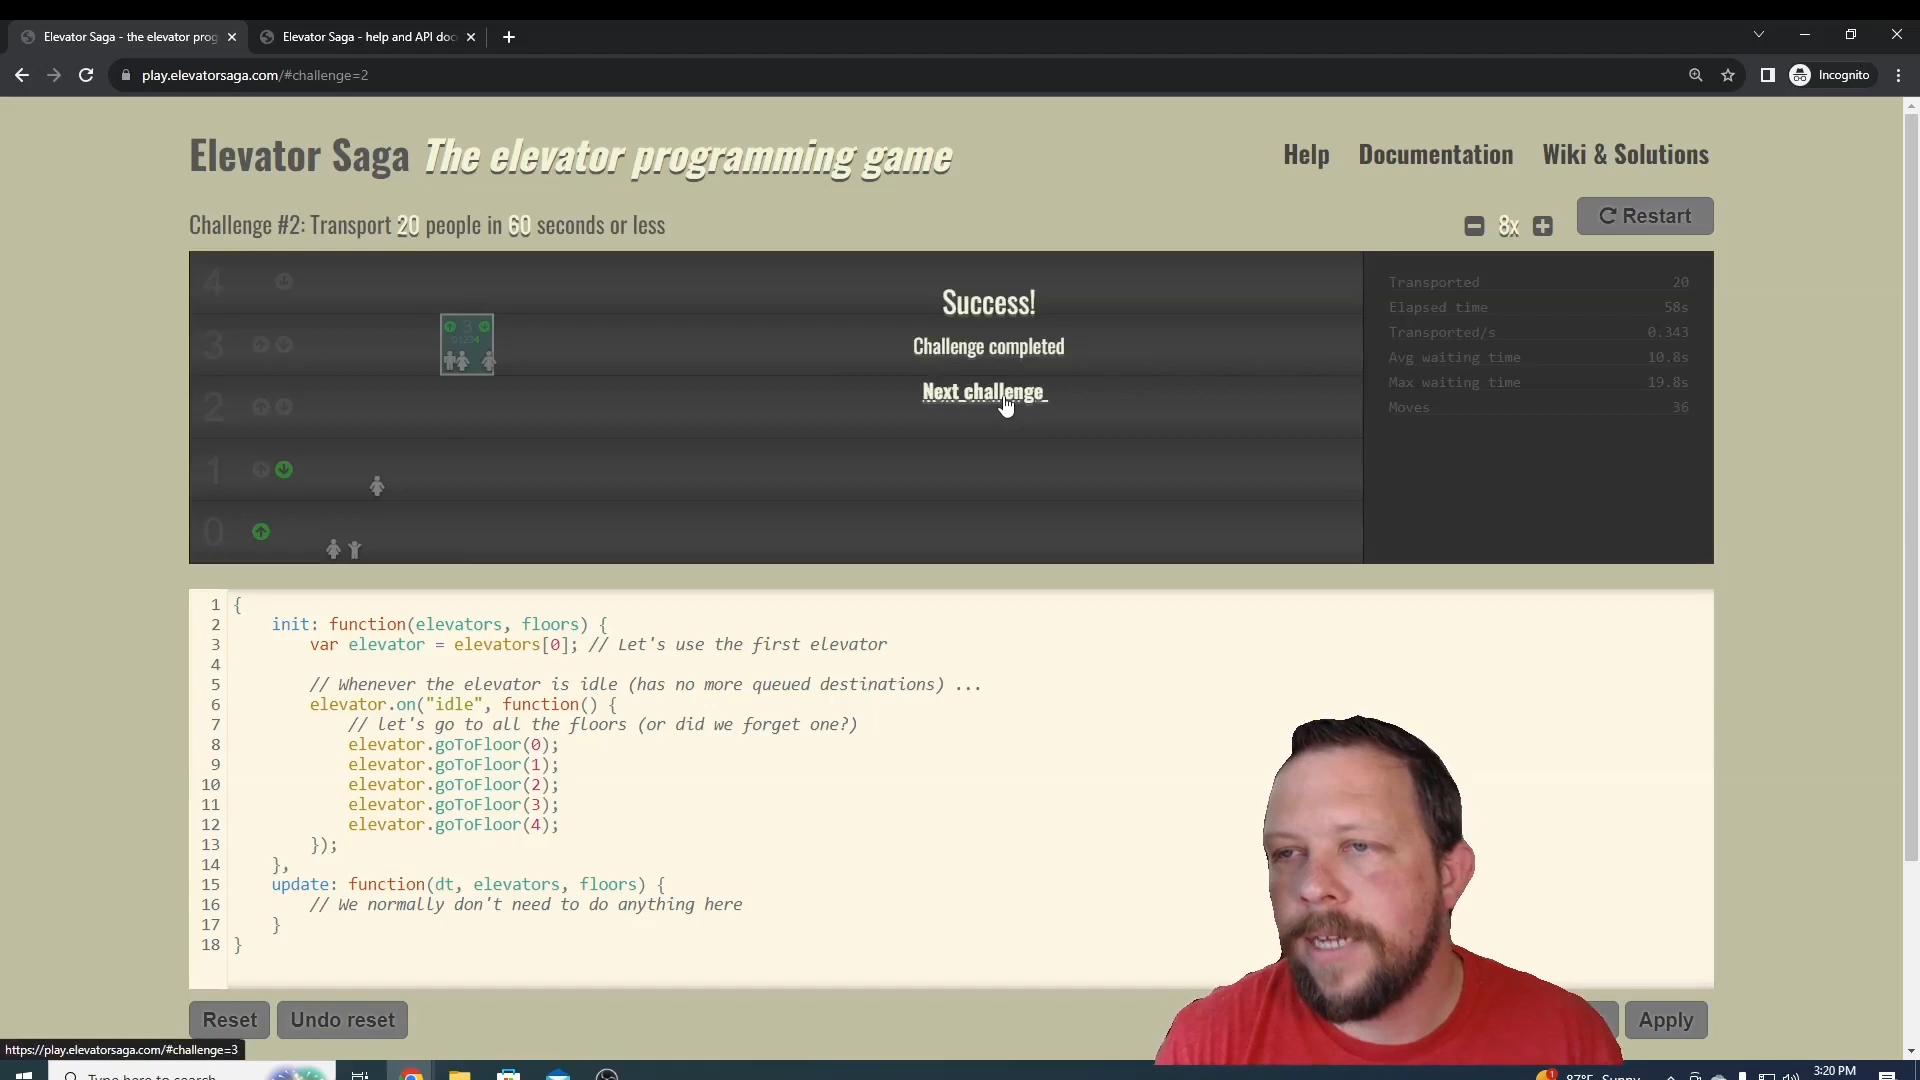 Elevator Saga - the elevator prog
Elevator Saga - help and API doc
play.elevatorsaga.com/#challenge=2
Incognito
Elevator Saga The elevator programming game
Help Documentation Wiki & Solutions
Challenge #2: Transport 20 people in 60 seconds or less
8x
Restart
4
3
2
1
0
3
01234
Success!
Challenge completed
Next challenge
Transported 20
Elapsed time 58s
Transported/s 0.343
Avg waiting time 10.8s
Max waiting time 19.8s
Moves 36
1 {
2 init: function(elevators, floors) {
3 var elevator = elevators[0]; // Let's use the first elevator
4
5 // Whenever the elevator is idle (has no more queued destinations) ...
6 elevator.on("idle", function() {
7 // let's go to all the floors (or did we forget one?)
8 elevator.goToFloor(0);
9 elevator.goToFloor(1);
10 elevator.goToFloor(2);
11 elevator.goToFloor(3);
12 elevator.goToFloor(4);
13 });
14 },
15 update: function(dt, elevators, floors) {
16 // We normally don't need to do anything here
17 }
18 }
Reset Undo reset
Apply
https://play.elevatorsaga.com/#challenge=3
Type here to search
87°F Sunny
3:20 PM